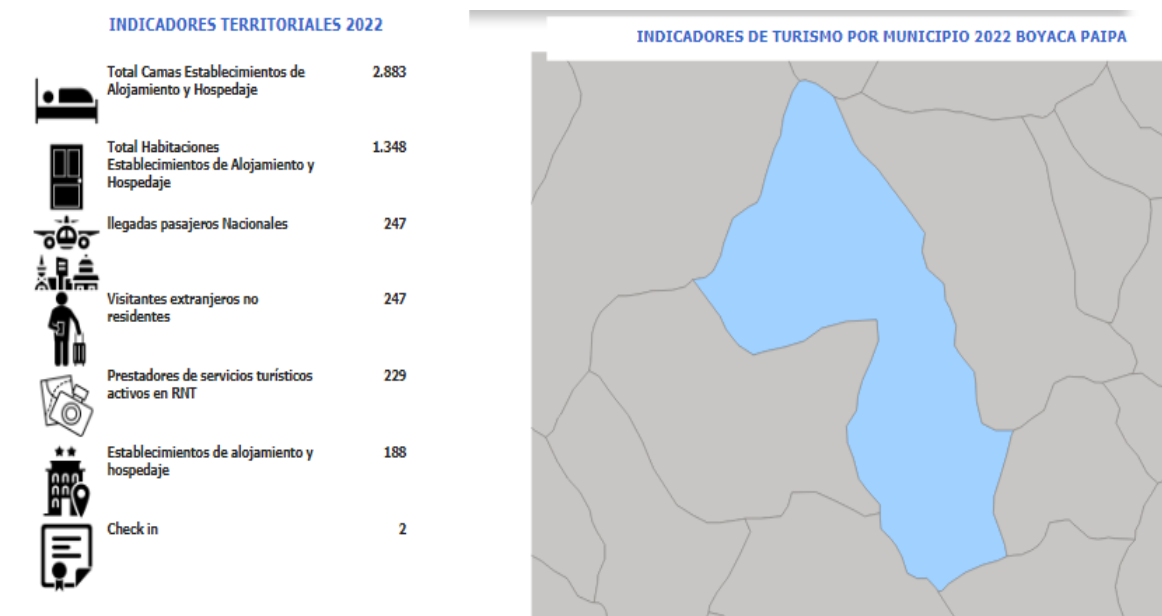 INDICADORES TERRITORIALES 2022
Total Camas Establecimientos de 2.883
Alojamiento y Hospedaje
Total Habitaciones 1.348
Establecimientos de Alojamiento y
Hospedaje
llegadas pasajeros Nacionales 247
Visitantes extranjeros no 247
residentes
Prestadores de servicios turísticos 229
activos en RNT
Establecimientos de alojamiento y 188
hospedaje
Check in 2
INDICADORES DE TURISMO POR MUNICIPIO 2022 BOYACA PAIPA